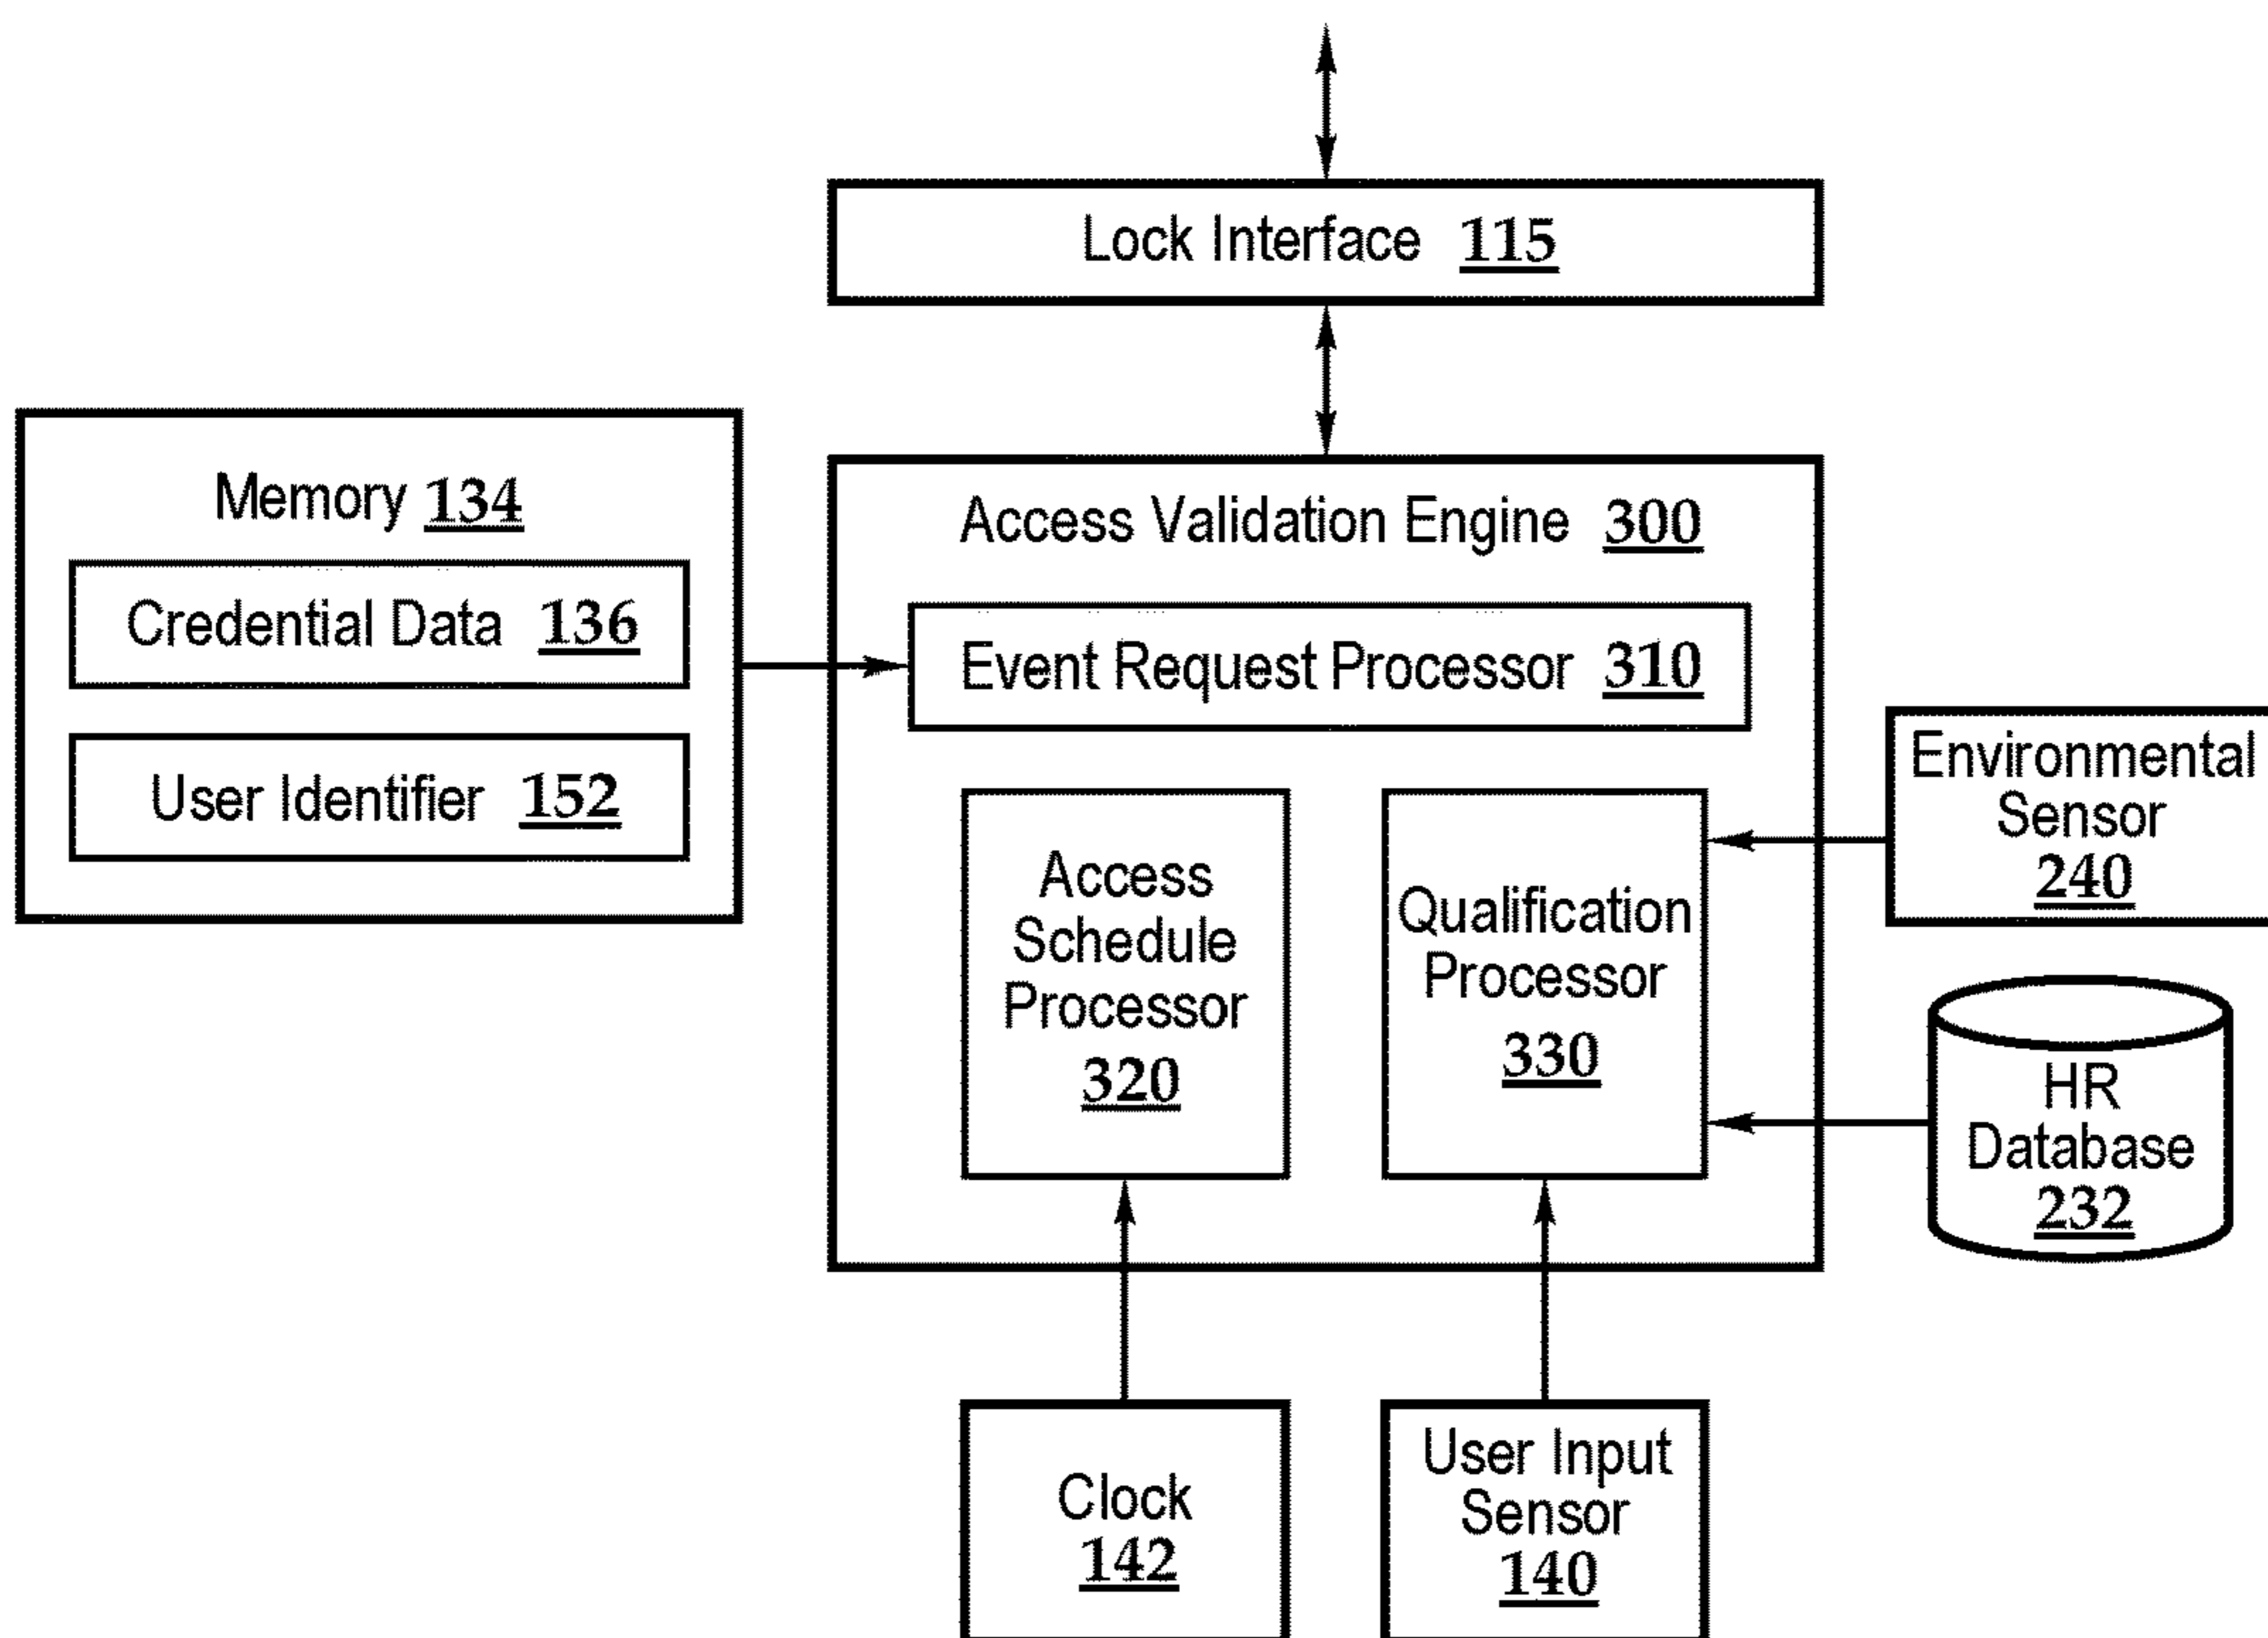 Lock Interface 115
Memory 134
Credential Data 136
User Identifier 152
Access Validation Engine 300
Event Request Processor 310
Access
Schedule
Processor
320
Qualification
Processor
330
Environmental
Sensor
240
HR
Database
232
Clock
142
User Input
Sensor
140